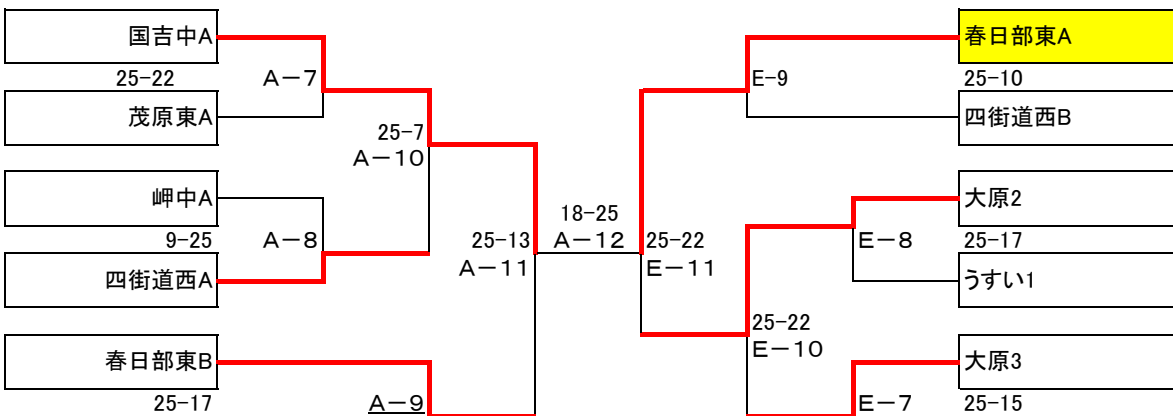 国吉中A
25-22
A－7
茂原東A
25-7
A－10
岬中A
9-25
A－8
四街道西A
25-13
A－11
春日部東B
25-17
A－9
18-25
A－12
春日部東A
E-9
25-10
四街道西B
25-22
E－11
大原2
E－8
25-17
うすい1
25-22
E－10
大原3
E－7
25-15